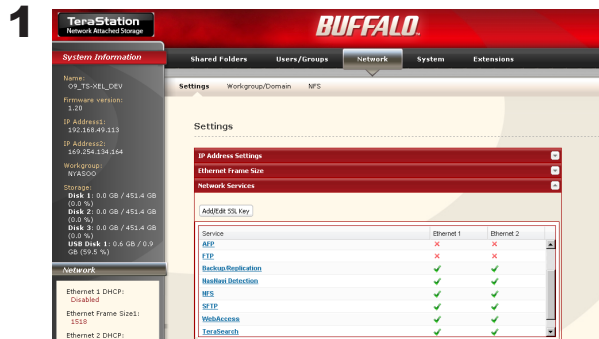 1
TeraStation
Network Attached Storage
BUFFALO
System Information
Shared Folders Users/Groups Network System Extensions
Name:
O9_TS-XEL_DEV
Settings Workgroup/Domain NFS
Firmware version:
1.20
IP Address1:
192.168.49.113
IP Address2:
169.254.134.164
Workgroup:
NYASOO
Storage:
Disk 1: 0.0 GB / 451.4 GB
(0.0 %)
Disk 2: 0.0 GB / 451.4 GB
(0.0 %)
Disk 3: 0.0 GB / 451.4 GB
(0.0 %)
USB Disk 1: 0.6 GB / 0.9
GB (59.5 %)
Network
Ethernet 1 DHCP:
Disabled
Ethernet Frame Size1:
1518
Ethernet 2 DHCP:
Settings
IP Address Settings
Ethernet Frame Size
Network Services
Add/Edit SSL Key
Service Ethernet 1 Ethernet 2
AFP
FTP
Backup/Replication
NasNavi Detection
NFS
SFTP
WebAccess
TeraSearch